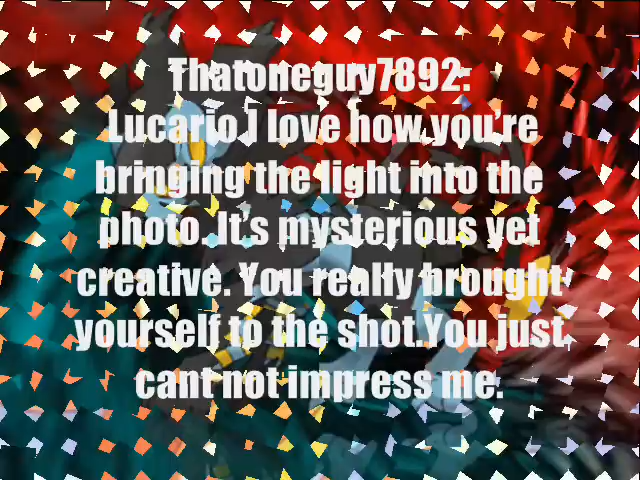 Thatoneguy7892:
Lucario,I love how you're
bringing the light into the
photo. It's mysterious yet
creative. You really brought
yourself to the shot.You just
cant not impress me.